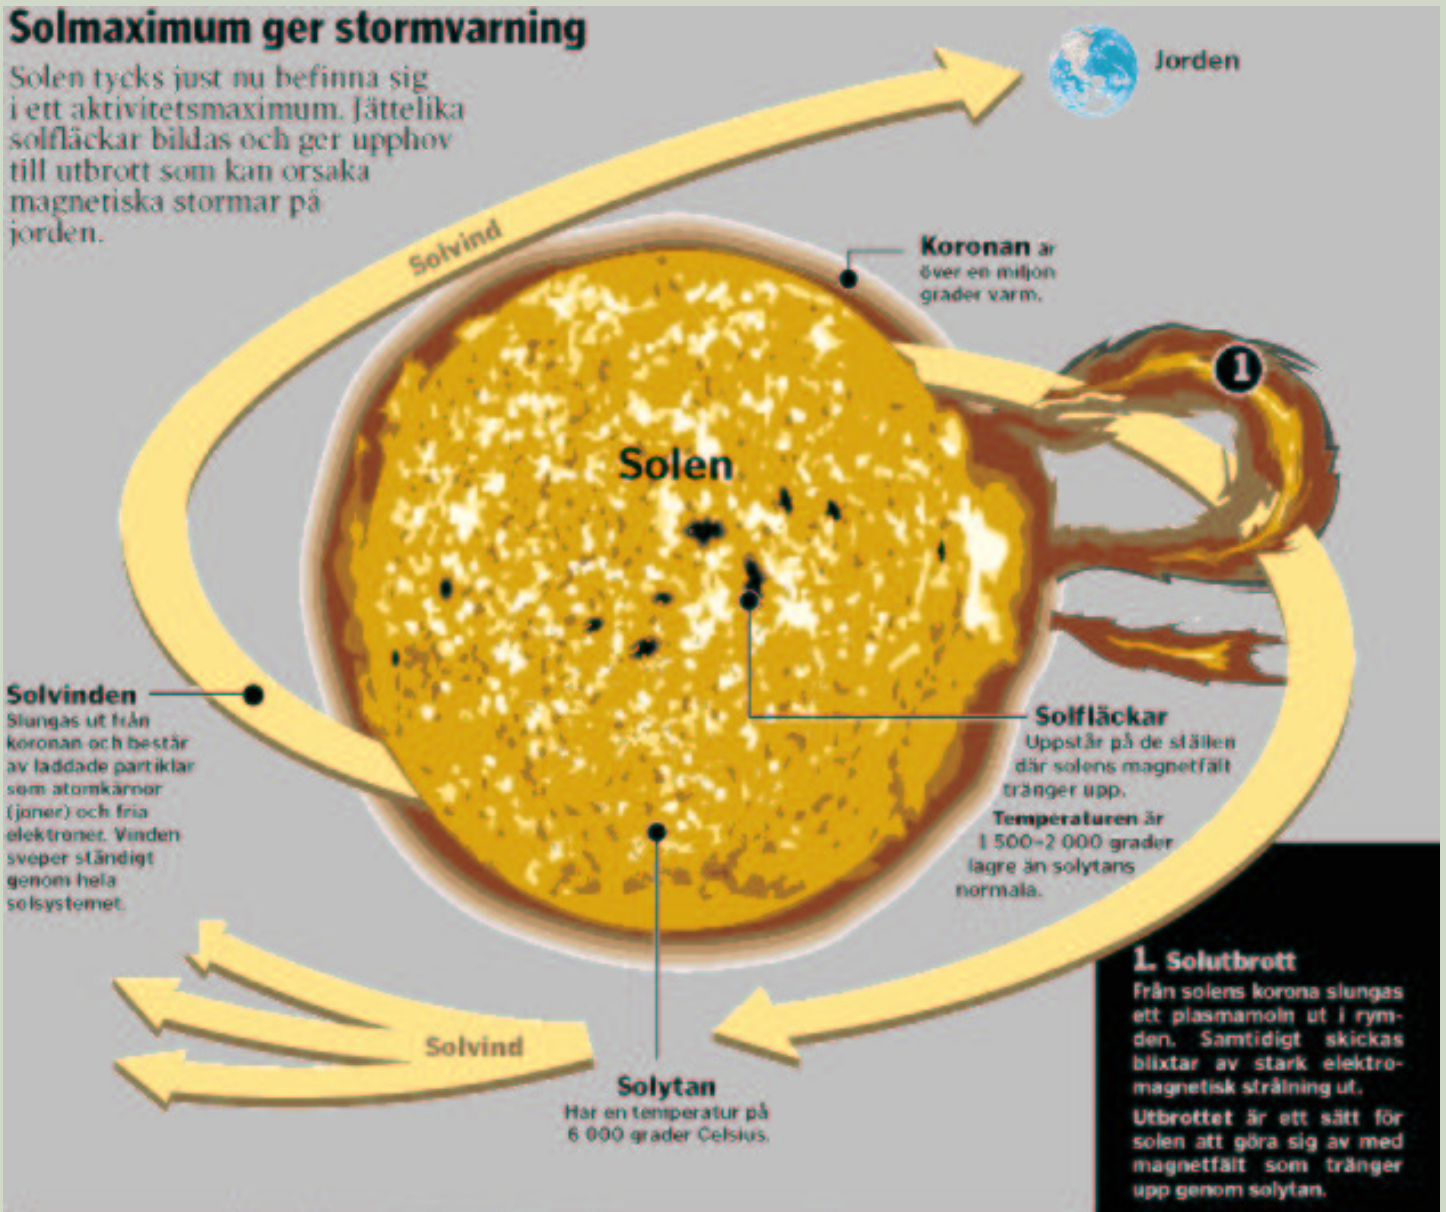 Solmaximum ger stormvarning
Solen tycks just nu befinna sig
i ett aktivitetsmaximum. Jättelika
solfläckar bildas och ger upphov
till utbrott som kan orsaka
magnetiska stormar på
jorden.
Jorden
Solvind
Koronan är
över en miljon
grader varm.
1
Solen
Solvinden
Slungas ut från
koronan och består
av laddade partiklar
som atomkärnor
(joner) och fria
elektroner. Vinden
sveper ständigt
genom hela
solsystemet.
Solfläckar
Uppstår på de ställen
där solens magnetfält
tränger upp.
Temperaturen är
1 500-2 000 grader
lägre än solytans
normala.
Solvind
Solytan
Har en temperatur på
6 000 grader Celsius.
1. Solutbrott
Från solens korona slungas
ett plasmamoln ut i rym-
den. Samtidigt skickas
blixtar av stark elektro-
magnetisk strålning ut.
Utbrottet är ett sätt för
solen att göra sig av med
magnetfält som tränger
upp genom solytan.